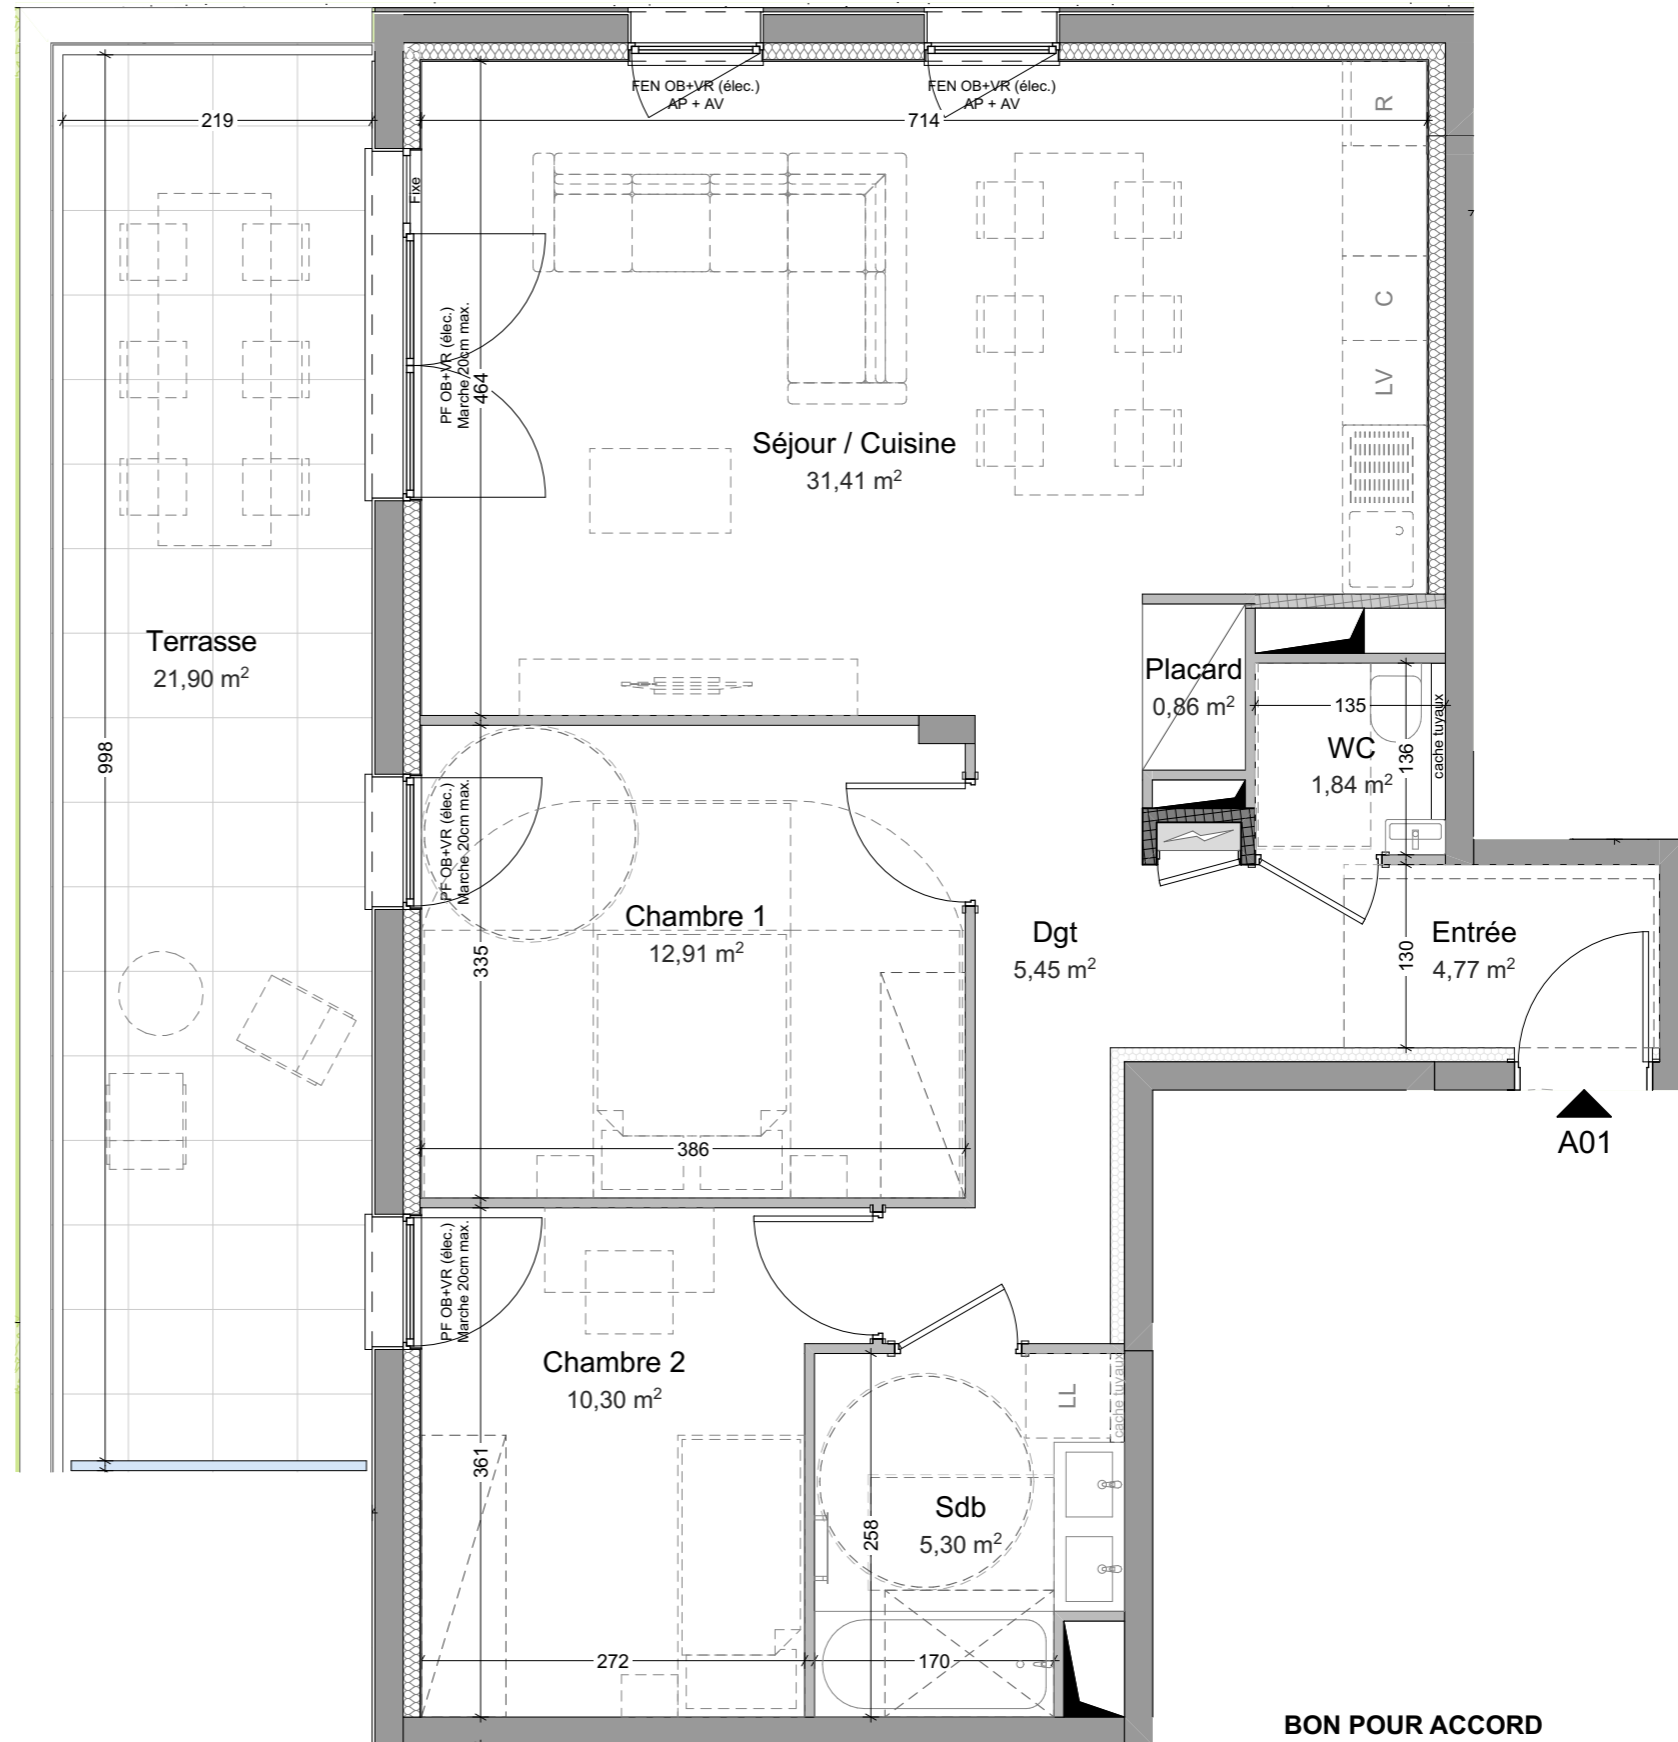 FEN OB+VR (élec.)
AP + AV
FEN OB+VR (élec.)
AP + AV
R
219
714
Fixe
C
PF OB+VR (élec.)
Marche 20cm max.
464
LV
Séjour / Cuisine
31,41 m²
Terrasse
21,90 m²
Placard
0,86 m²
135
cache tuyaux
WC
1,84 m²
136
998
PF OB+VR (élec.)
Marche 20cm max.
Chambre 1
12,91 m²
335
Dgt
5,45 m²
130
Entrée
4,77 m²
386
A01
PF OB+VR (élec.)
Marche 20cm max.
Chambre 2
10,30 m²
LL
cache tuyaux
361
Sdb
5,30 m²
258
272
170
BON POUR ACCORD